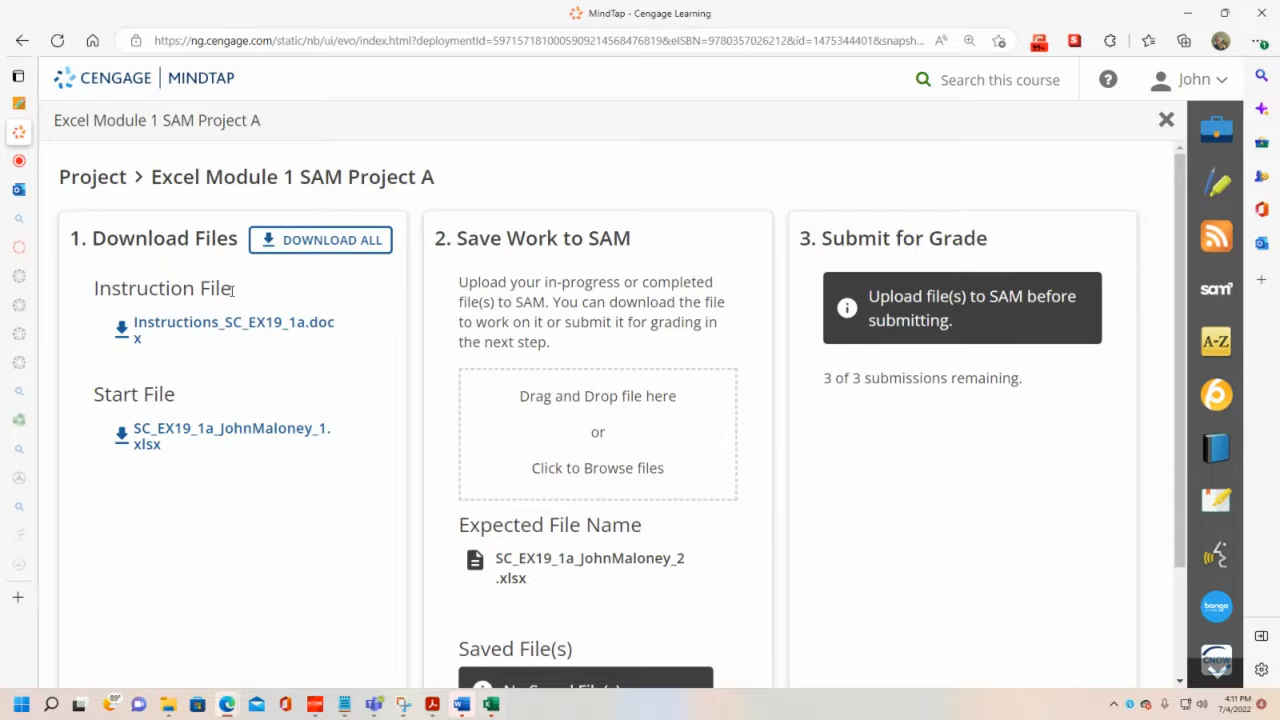 MindTap - Cengage Learning
https://ng.cengage.com/static/nb/ui/evo/index.html?deploymentId=59715718100059092145684768​19&eISBN=9780357026212&id=1475344401&snapsh...
CENGAGE | MINDTAP
Search this course
John
Excel Module 1 SAM Project A
Project > Excel Module 1 SAM Project A
1. Download Files
DOWNLOAD ALL
Instruction File
Instructions_SC_EX19_1a.doc
x
Start File
SC_EX19_1a_JohnMaloney_1.
xlsx
2. Save Work to SAM
Upload your in-progress or completed
file(s) to SAM. You can download the file
to work on it or submit it for grading in
the next step.
Drag and Drop file here
or
Click to Browse files
Expected File Name
SC_EX19_1a_JohnMaloney_2
.xlsx
Saved File(s)
3. Submit for Grade
Upload file(s) to SAM before
submitting.
3 of 3 submissions remaining.
sam
A-Z
bongo
CNOW
99+
89°
4:11 PM
7/4/2022